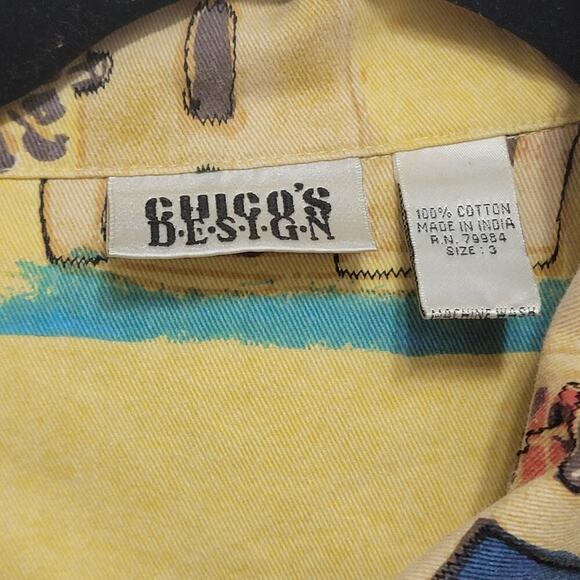 CHICO'S
D·E·S·I·G·N
100% COTTON
MADE IN INDIA
R.N. 79984
SIZE : 3
MACHINE WASH